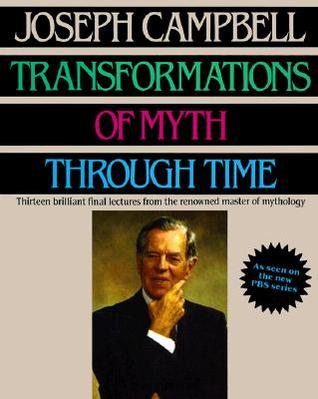 JOSEPH CAMPBELL
TRANSFORMATIONS
OF MYTH
THROUGH TIME
Thirteen brilliant final lectures from the renowned master of mythology
As seen on
the new
PBS series